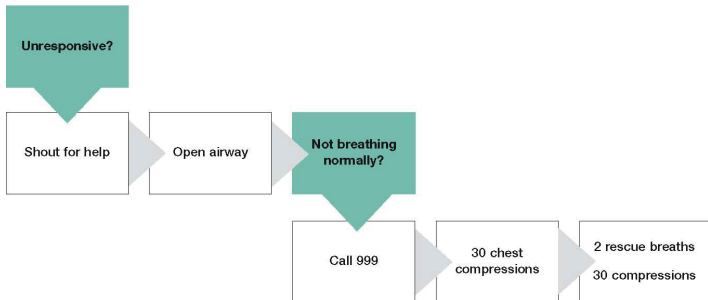 Unresponsive?
Shout for help
Open airway
Not breathing
normally?
Call 999
30 chest
compressions
2 rescue breaths
30 compressions